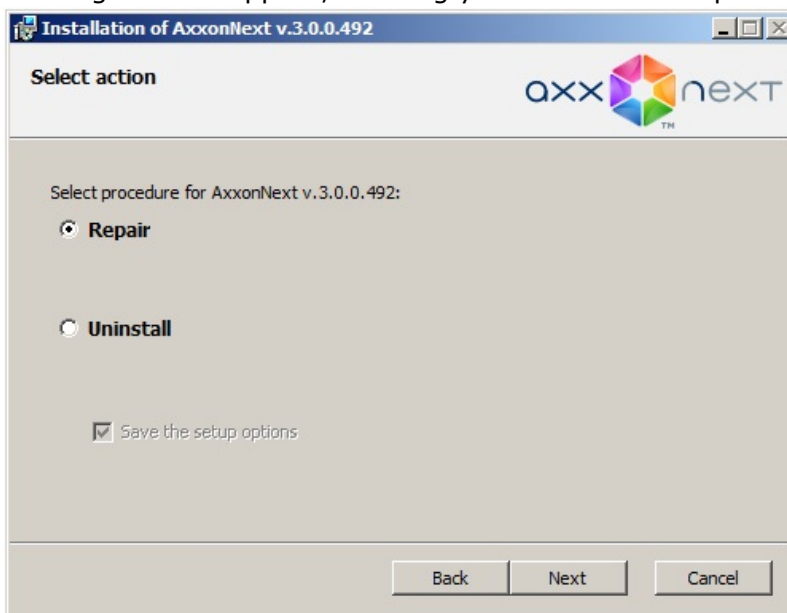 Installation of AxxonNext v.3.0.0.492
Select action
axx next
TM
Select procedure for AxxonNext v.3.0.0.492:
Repair
Uninstall
Save the setup options
Back Next Cancel